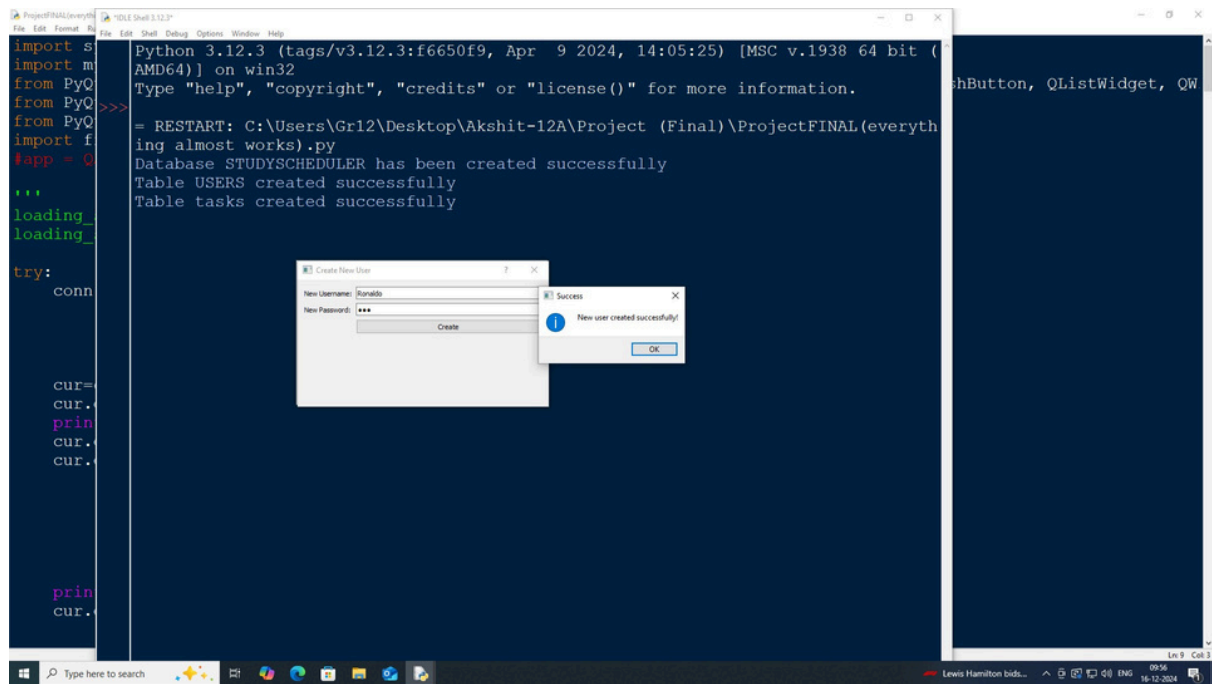 ProjectFINAL(everyth
File Edit Format Ru
import s
import m
from PyQ
from PyQ
from PyQ
import f
#app = Q
'''
loading_
loading_
try:
conn
cur=
cur.
prin
cur.
cur.
prin
cur.
*IDLE Shell 3.12.3*
File Edit Shell Debug Options Window Help
Python 3.12.3 (tags/v3.12.3:f6650f9, Apr  9 2024, 14:05:25) [MSC v.1938 64 bit (
AMD64)] on win32
Type "help", "copyright", "credits" or "license()" for more information.
>>>
= RESTART: C:\Users\Gr12\Desktop\Akshit-12A\Project (Final)\ProjectFINAL(everyth
ing almost works).py
Database STUDYSCHEDULER has been created successfully
Table USERS created successfully
Table tasks created successfully
shButton, QListWidget, QW
Create New User
New Username: Ronaldo
New Password: •••
Create
Success
New user created successfully!
OK
Ln: 9 Col: 3
Type here to search
Lewis Hamilton bids...
ENG
09:56
16-12-2024